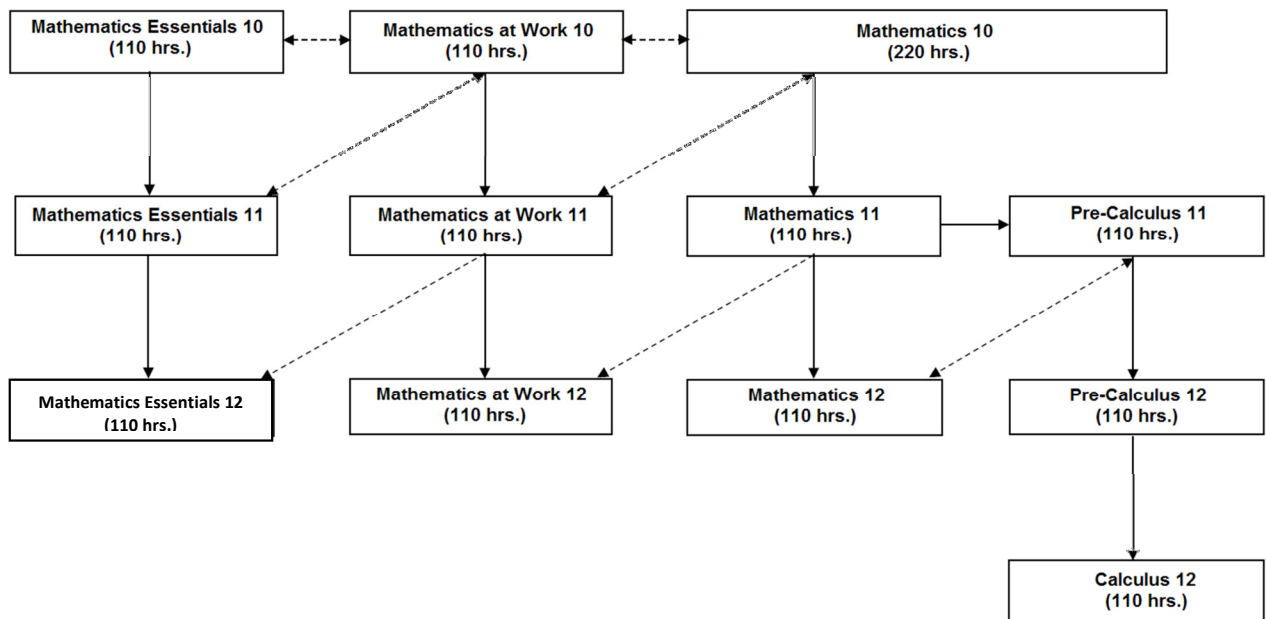 Mathematics Essentials 10
(110 hrs.)
Mathematics at Work 10
(110 hrs.)
Mathematics 10
(220 hrs.)
Mathematics Essentials 11
(110 hrs.)
Mathematics at Work 11
(110 hrs.)
Mathematics 11
(110 hrs.)
Pre-Calculus 11
(110 hrs.)
Mathematics Essentials 12
(110 hrs.)
Mathematics at Work 12
(110 hrs.)
Mathematics 12
(110 hrs.)
Pre-Calculus 12
(110 hrs.)
Calculus 12
(110 hrs.)